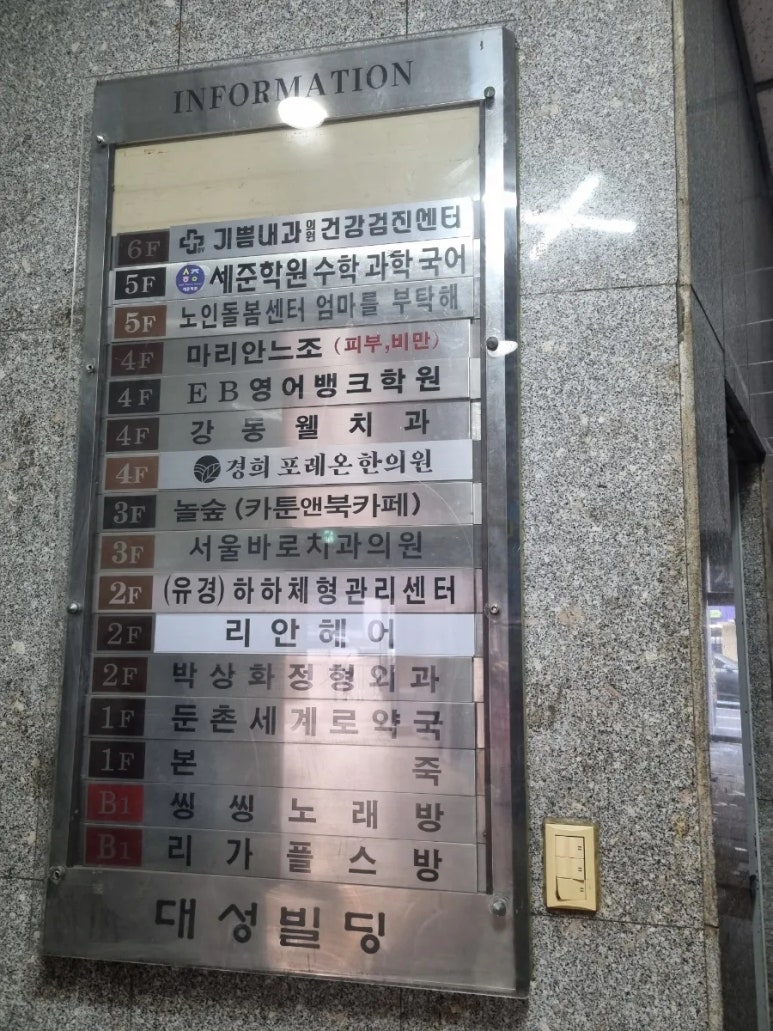 INFORMATION
6F 기쁨내과의원 건강검진센터
5F 세준학원 수학 과학 국어
5F 노인돌봄센터 엄마를 부탁해
4F 마리안느조 (피부,비만)
4F EB영어뱅크학원
4F 강동웰치과
4F 경희 포레온한의원
3F 놀숲 (카툰앤북카페)
3F 서울바로치과의원
2F (유경) 하하체형관리센터
2F 리안헤어
2F 박상화정형외과
1F 둔촌세계로약국
1F 본죽
B1 씽씽노래방
B1 리가플스방
대성빌딩